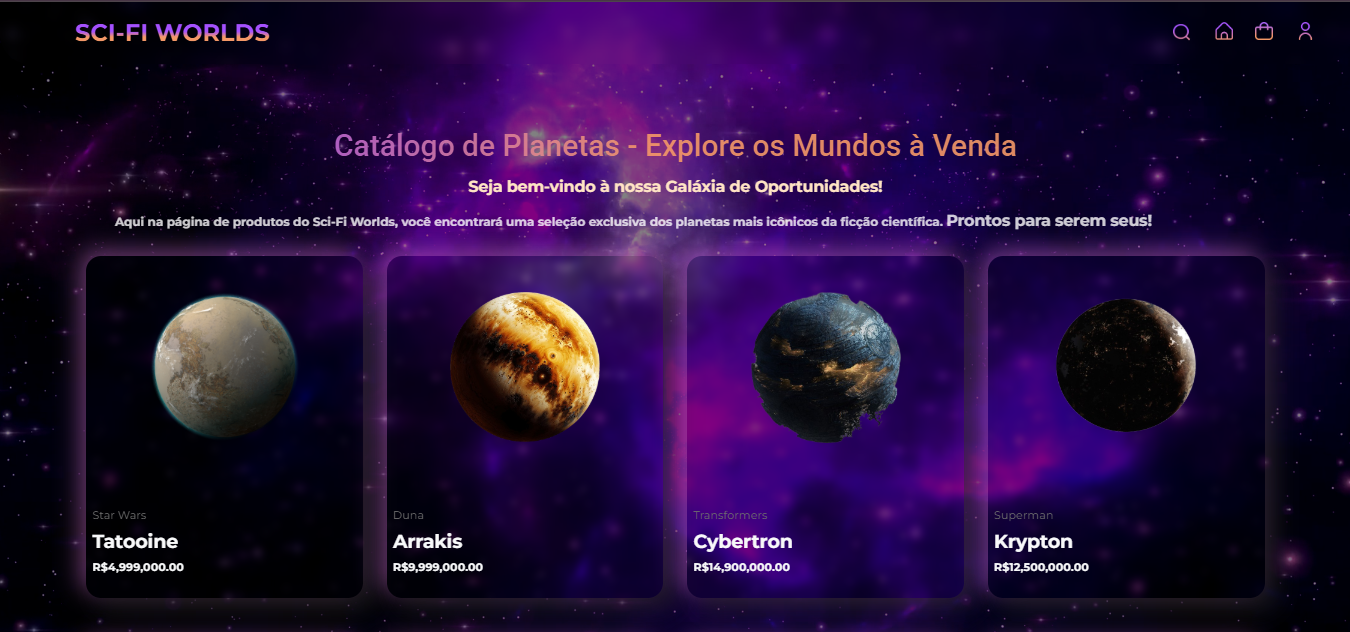 SCI-FI WORLDS
Catálogo de Planetas - Explore os Mundos à Venda
Seja bem-vindo à nossa Galáxia de Oportunidades!
Aqui na página de produtos do Sci-Fi Worlds, você encontrará uma seleção exclusiva dos planetas mais icônicos da ficção científica. Prontos para serem seus!
Star Wars
Tatooine
R$4,999,000.00
Duna
Arrakis
R$9,999,000.00
Transformers
Cybertron
R$14,900,000.00
Superman
Krypton
R$12,500,000.00